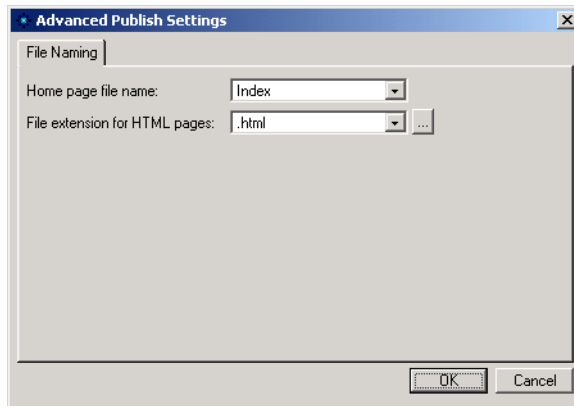 Advanced Publish Settings
File Naming
Home page file name: Index
File extension for HTML pages: .html ...
OK Cancel